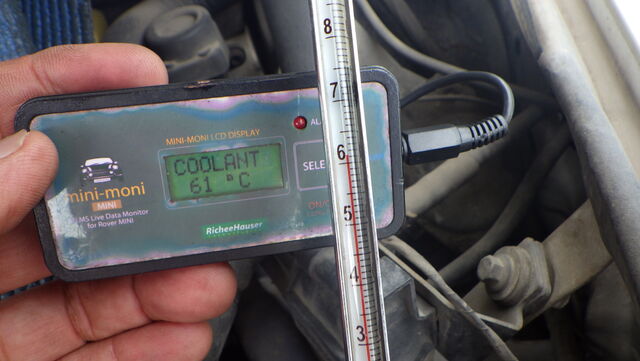 MINI-MONI LCD DISPLAY
COOLANT
61 °C
mini-moni
MINI
MS Live Data Monitor
for Rover MINI
RicheeHauser
8
7
6
5
4
3